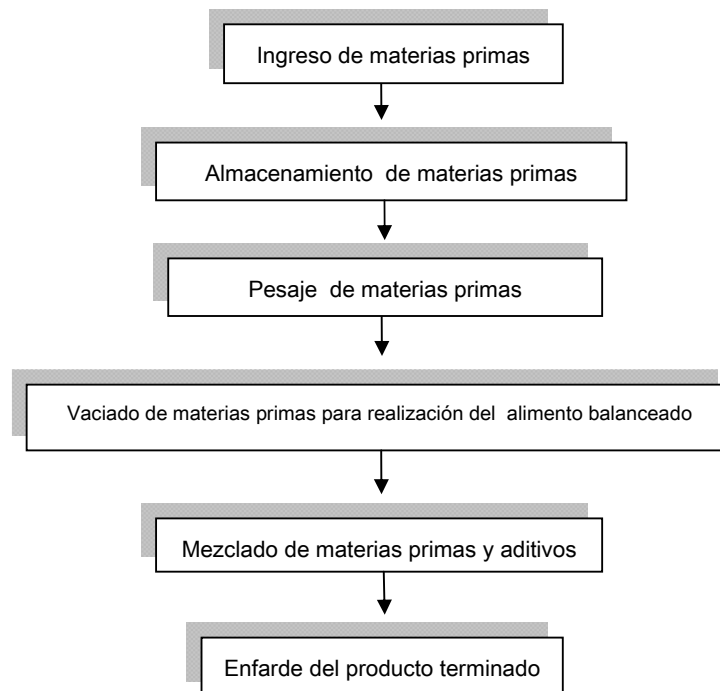 Ingreso de materias primas
Almacenamiento de materias primas
Pesaje de materias primas
Vaciado de materias primas para realización del alimento balanceado
Mezclado de materias primas y aditivos
Enfarde del producto terminado